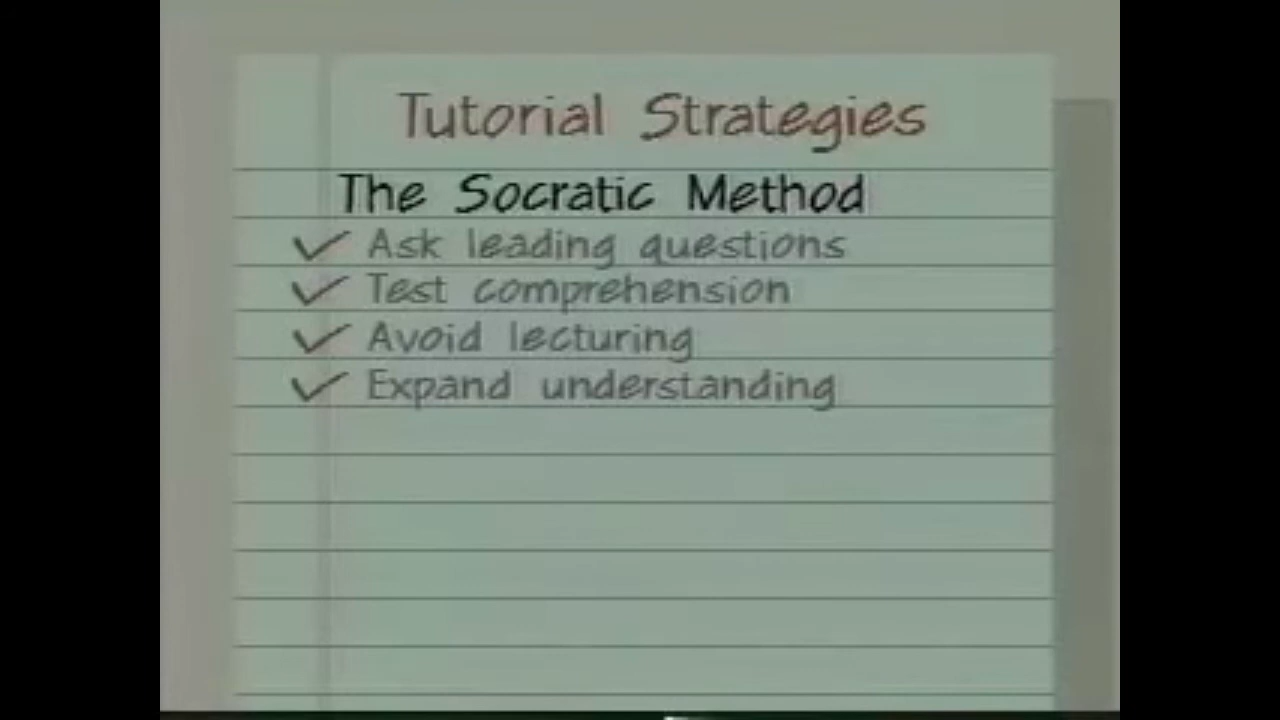 Tutorial Strategies
The Socratic Method
✓ Ask leading questions
✓ Test comprehension
✓ Avoid lecturing
✓ Expand understanding